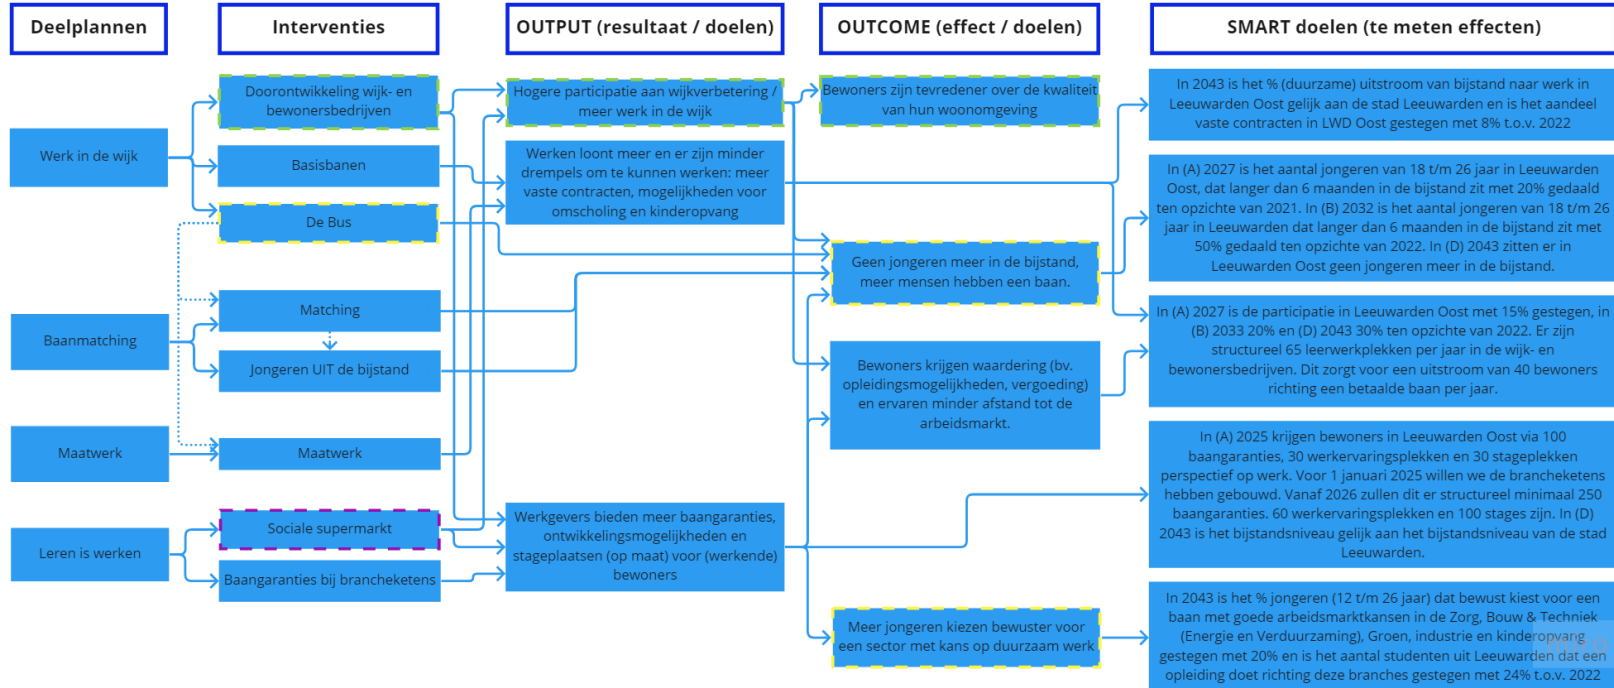 Deelplannen
Interventies
OUTPUT (resultaat / doelen)
OUTCOME (effect / doelen)
SMART doelen (te meten effecten)
Werk in de wijk
Baanmatching
Maatwerk
Leren is werken
Doorontwikkeling wijk- en
bewonersbedrijven
Basisbanen
De Bus
Matching
Jongeren UIT de bijstand
Maatwerk
Sociale supermarkt
Baangaranties bij brancheketens
Hogere participatie aan wijkverbetering /
meer werk in de wijk
Werken loont meer en er zijn minder
drempels om te kunnen werken: meer
vaste contracten, mogelijkheden voor
omscholing en kinderopvang
Werkgevers bieden meer baangaranties,
ontwikkelingsmogelijkheden en
stageplaatsen (op maat) voor (werkende)
bewoners
Bewoners zijn tevredener over de kwaliteit
van hun woonomgeving
Geen jongeren meer in de bijstand,
meer mensen hebben een baan.
Bewoners krijgen waardering (bv.
opleidingsmogelijkheden, vergoeding)
en ervaren minder afstand tot de
arbeidsmarkt.
Meer jongeren kiezen bewuster voor
een sector met kans op duurzaam werk
In 2043 is het % (duurzame) uitstroom van bijstand naar werk in
Leeuwarden Oost gelijk aan de stad Leeuwarden en is het aandeel
vaste contracten in LWD Oost gestegen met 8% t.o.v. 2022
In (A) 2027 is het aantal jongeren van 18 t/m 26 jaar in Leeuwarden
Oost, dat langer dan 6 maanden in de bijstand zit met 20% gedaald
ten opzichte van 2021. In (B) 2032 is het aantal jongeren van 18 t/m 26
jaar in Leeuwarden dat langer dan 6 maanden in de bijstand zit met
50% gedaald ten opzichte van 2022. In (D) 2043 zitten er in
Leeuwarden Oost geen jongeren meer in de bijstand.
In (A) 2027 is de participatie in Leeuwarden Oost met 15% gestegen, in
(B) 2033 20% en (D) 2043 30% ten opzichte van 2022. Er zijn
structureel 65 leerwerkplekken per jaar in de wijk- en
bewonersbedrijven. Dit zorgt voor een uitstroom van 40 bewoners
richting een betaalde baan per jaar.
In (A) 2025 krijgen bewoners in Leeuwarden Oost via 100
baangaranties, 30 werkervaringsplekken en 30 stageplekken
perspectief op werk. Voor 1 januari 2025 willen we de brancheketens
hebben gebouwd. Vanaf 2026 zullen dit er structureel minimaal 250
baangaranties. 60 werkervaringsplekken en 100 stages zijn. In (D)
2043 is het bijstandsniveau gelijk aan het bijstandsniveau van de stad
Leeuwarden.
In 2043 is het % jongeren (12 t/m 26 jaar) dat bewust kiest voor een
baan met goede arbeidsmarktkansen in de Zorg, Bouw & Techniek
(Energie en Verduurzaming), Groen, industrie en kinderopvang
gestegen met 20% en is het aantal studenten uit Leeuwarden dat een
opleiding doet richting deze branches gestegen met 24% t.o.v. 2022